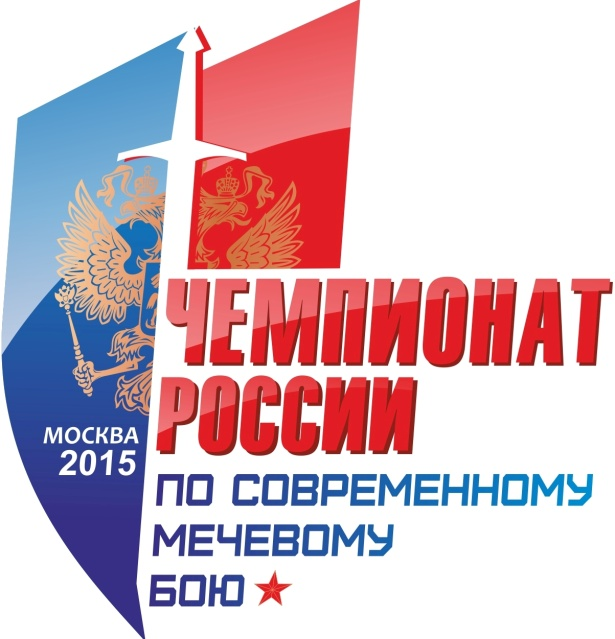 ЧЕМПИОНАТ
РОССИИ
МОСКВА
2015
ПО СОВРЕМЕННОМУ
МЕЧЕВОМУ
БОЮ